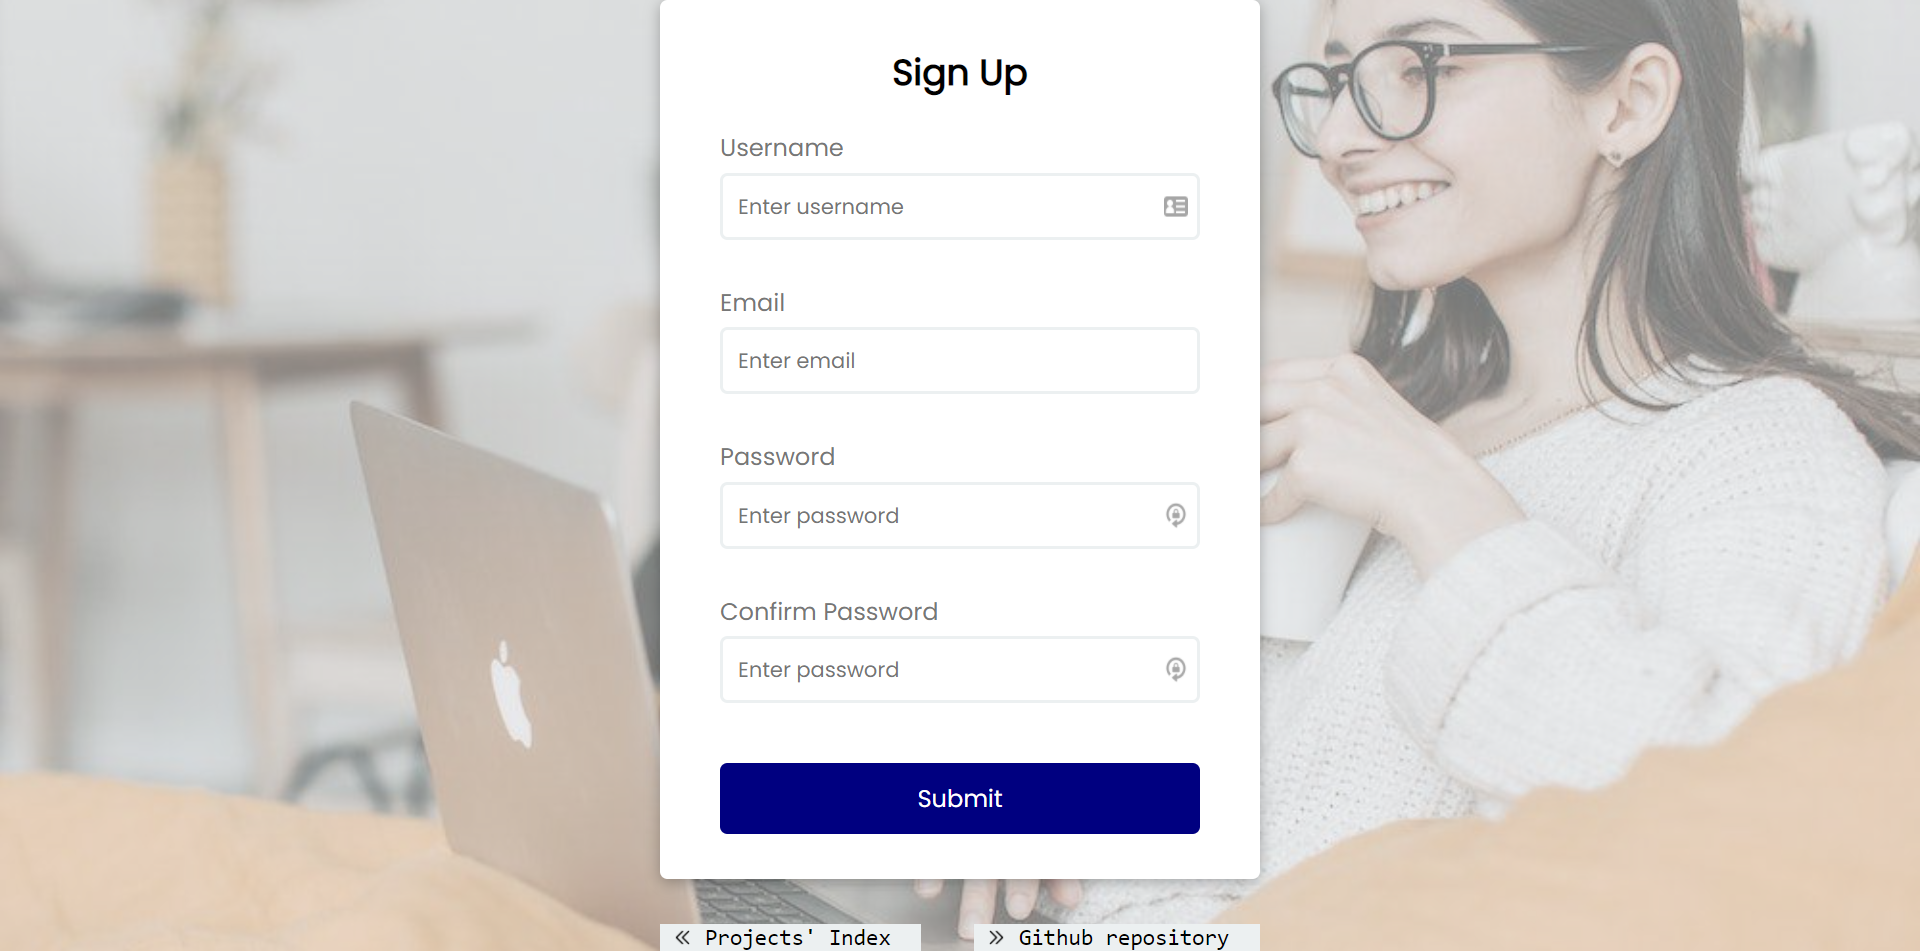 Sign Up
Username
Enter username
Email
Enter email
Password
Enter password
Confirm Password
Enter password
Submit
« Projects' Index
» Github repository